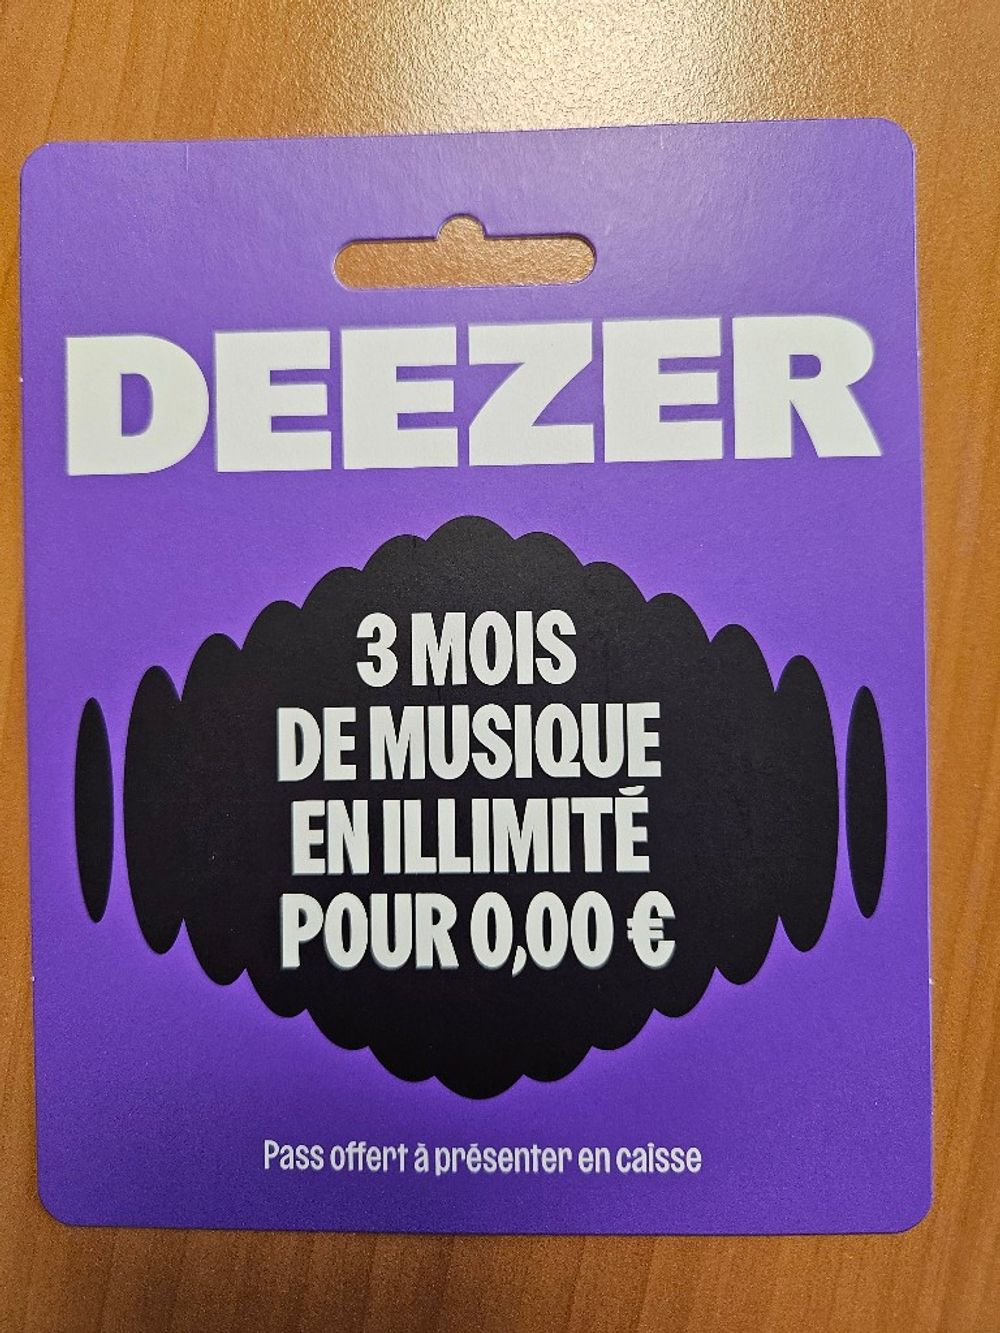 DEEZER
3 MOIS
DE MUSIQUE
EN ILLIMITÉ
POUR 0,00 €
Pass offert à présenter en caisse